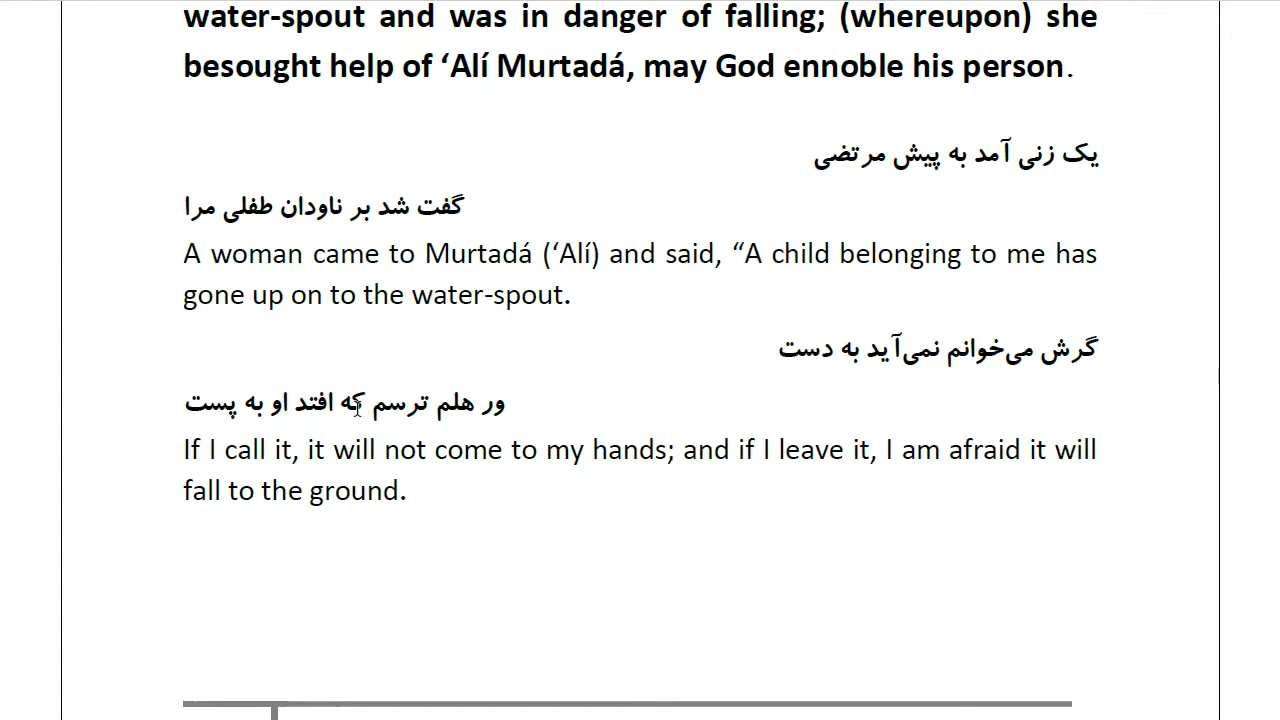 water-spout and was in danger of falling; (whereupon) she
besought help of ‘Alí Murtadá, may God ennoble his person.
یک زنی آمد به پیش مرتضی
گفت شد بر ناودان طفلی مرا
A woman came to Murtadá (‘Alí) and said, “A child belonging to me has
gone up on to the water-spout.
گرش می‌خوانم نمی‌آید به دست
ور هلم ترسم که افتد او به پست
If I call it, it will not come to my hands; and if I leave it, I am afraid it will
fall to the ground.